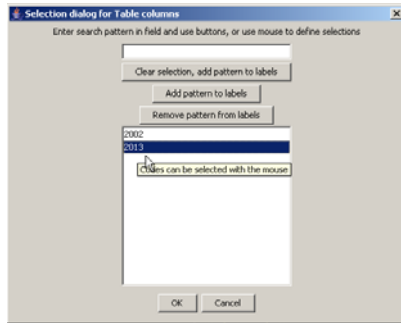 Selection dialog for Table columns
Enter search pattern in field and use buttons, or use mouse to define selections
Clear selection, add pattern to labels
Add pattern to labels
Remove pattern from labels
2002
2013
Codes can be selected with the mouse
OK
Cancel